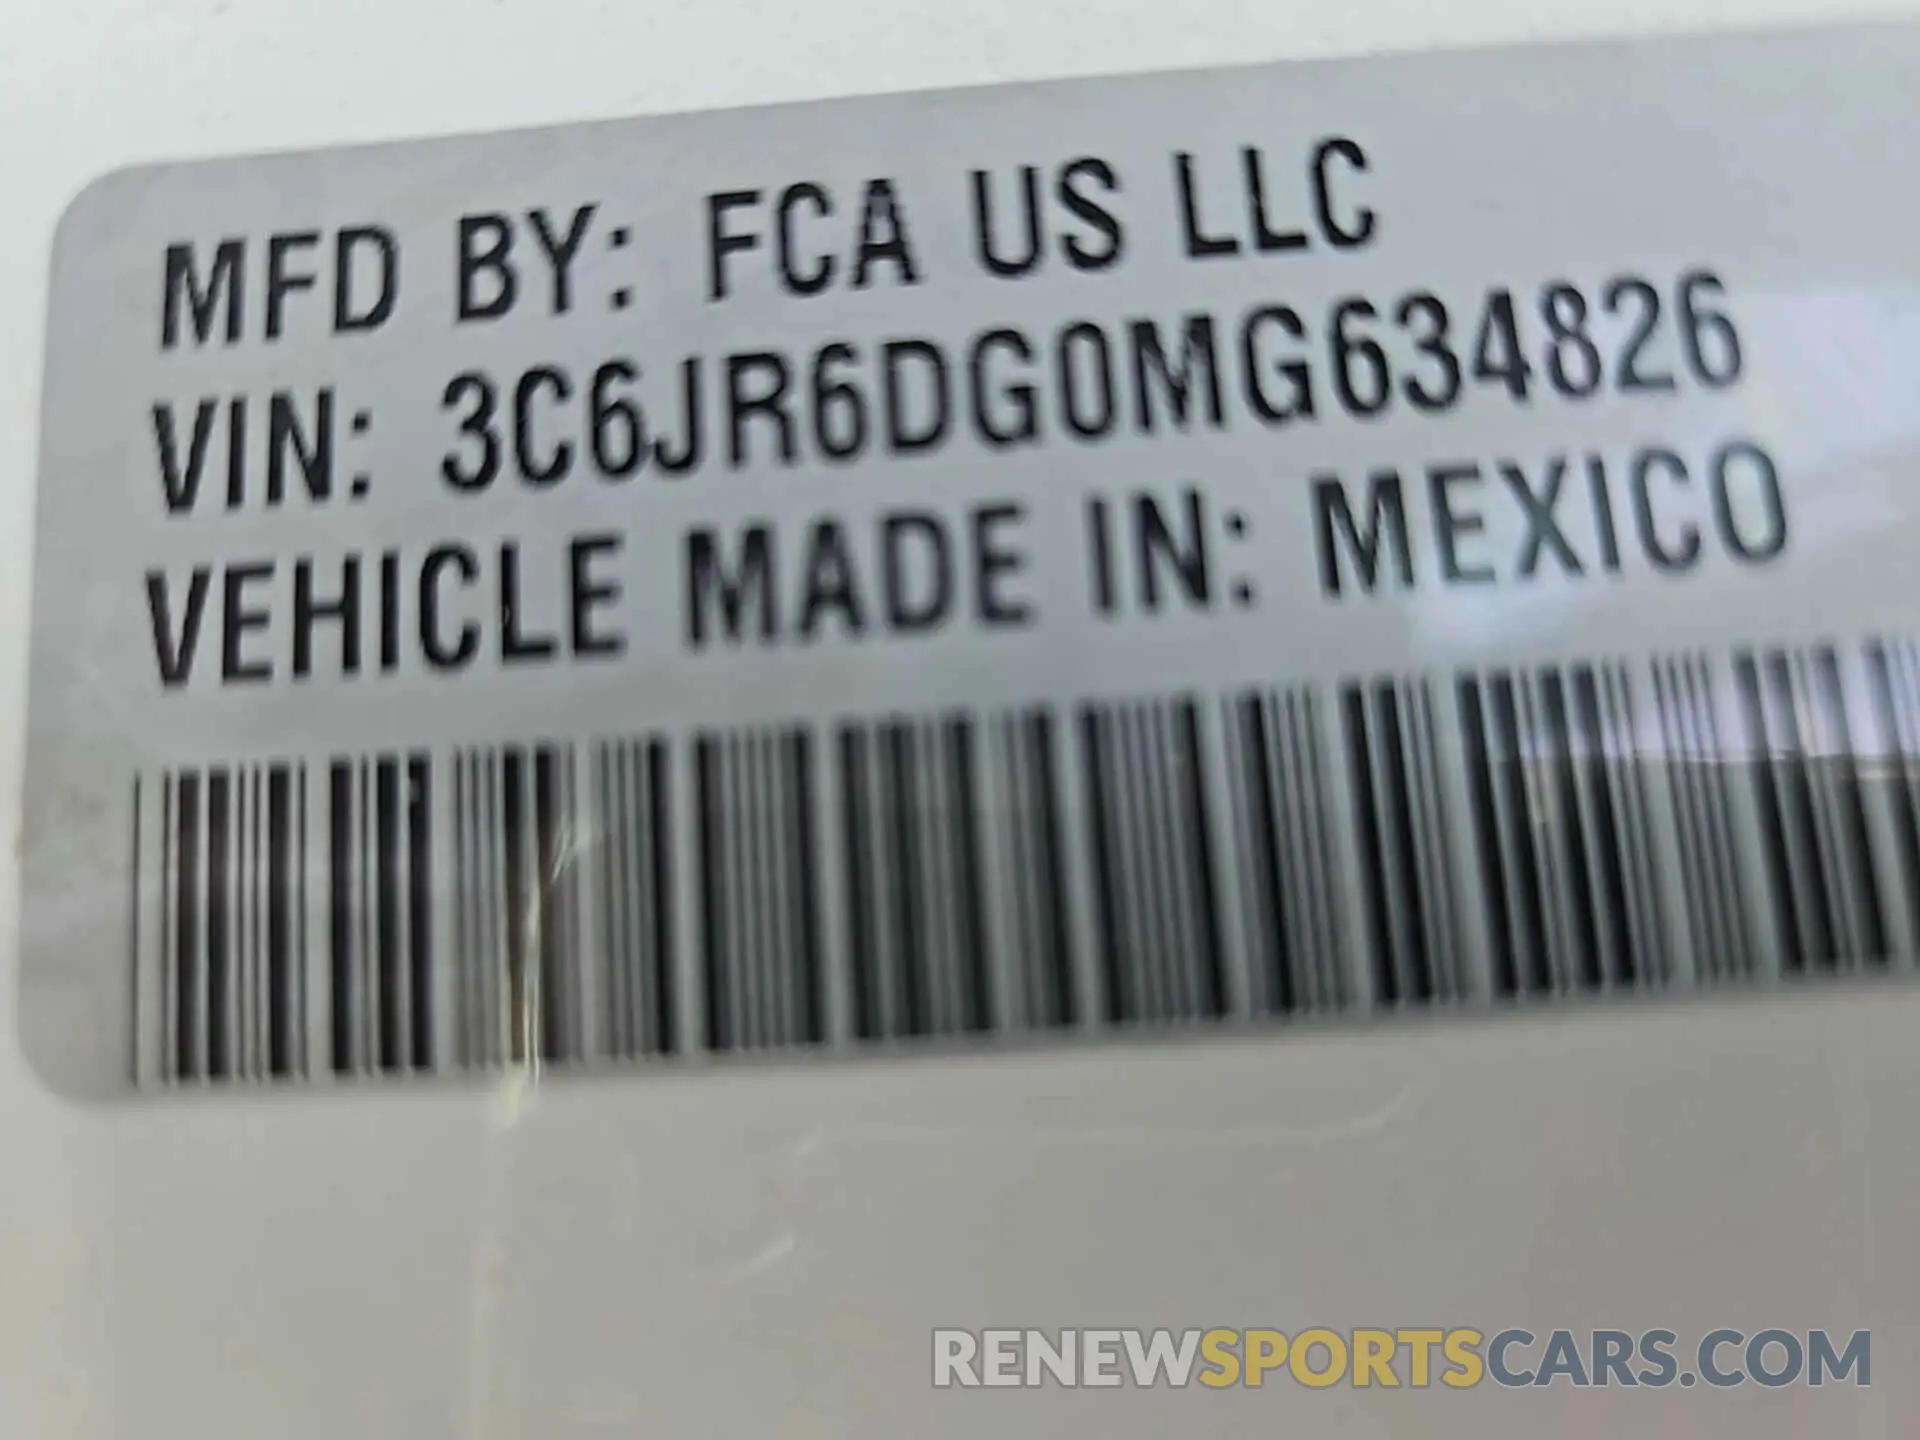 MFD BY: FCA US LLC
VIN: 3C6JR6DG0MG634826
VEHICLE MADE IN: MEXICO
RENEWSPORTSCARS.COM